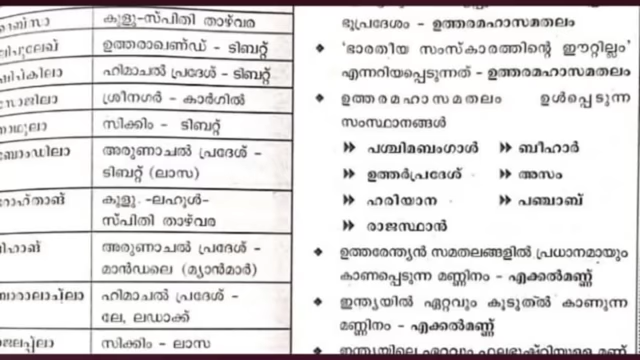 കുളു-സ്പിതി താഴ്വര
ഉത്തരാഖണ്ഡ് - ടിബറ്റ്
ഹിമാചൽ പ്രദേശ് - ടിബറ്റ്
ശ്രീനഗർ - കാർഗിൽ
സിക്കിം - ടിബറ്റ്
അരുണാചൽ പ്രദേശ് -
ടിബറ്റ് (ലാസ)
കുളു -ലഹുൾ-
സ്പിതി താഴ്വര
അരുണാചൽ പ്രദേശ് -
മാൻഡലെ (മ്യാൻമാർ)
ഹിമാചൽ പ്രദേശ് -
ലേ, ലഡാക്ക്
സിക്കിം - ലാസ
ഭൂപ്രദേശം - ഉത്തരമഹാസമതലം
❖ 'ഭാരതീയ സംസ്കാരത്തിന്റെ ഈറ്റില്ലം'
എന്നറിയപ്പെടുന്നത് - ഉത്തരമഹാസമതലം
❖ ഉത്തരമഹാസമതലം ഉൾപ്പെടുന്ന
സംസ്ഥാനങ്ങൾ
പശ്ചിമബംഗാൾ ബീഹാർ
ഉത്തർപ്രദേശ് അസം
ഹരിയാന പഞ്ചാബ്
രാജസ്ഥാൻ
❖ ഉത്തരേന്ത്യൻ സമതലങ്ങളിൽ പ്രധാനമായും
കാണപ്പെടുന്ന മണ്ണിനം - എക്കൽമണ്ണ്
❖ ഇന്ത്യയിൽ ഏറ്റവും കൂടുതൽ കാണുന്ന
മണ്ണിനം - എക്കൽമണ്ണ്